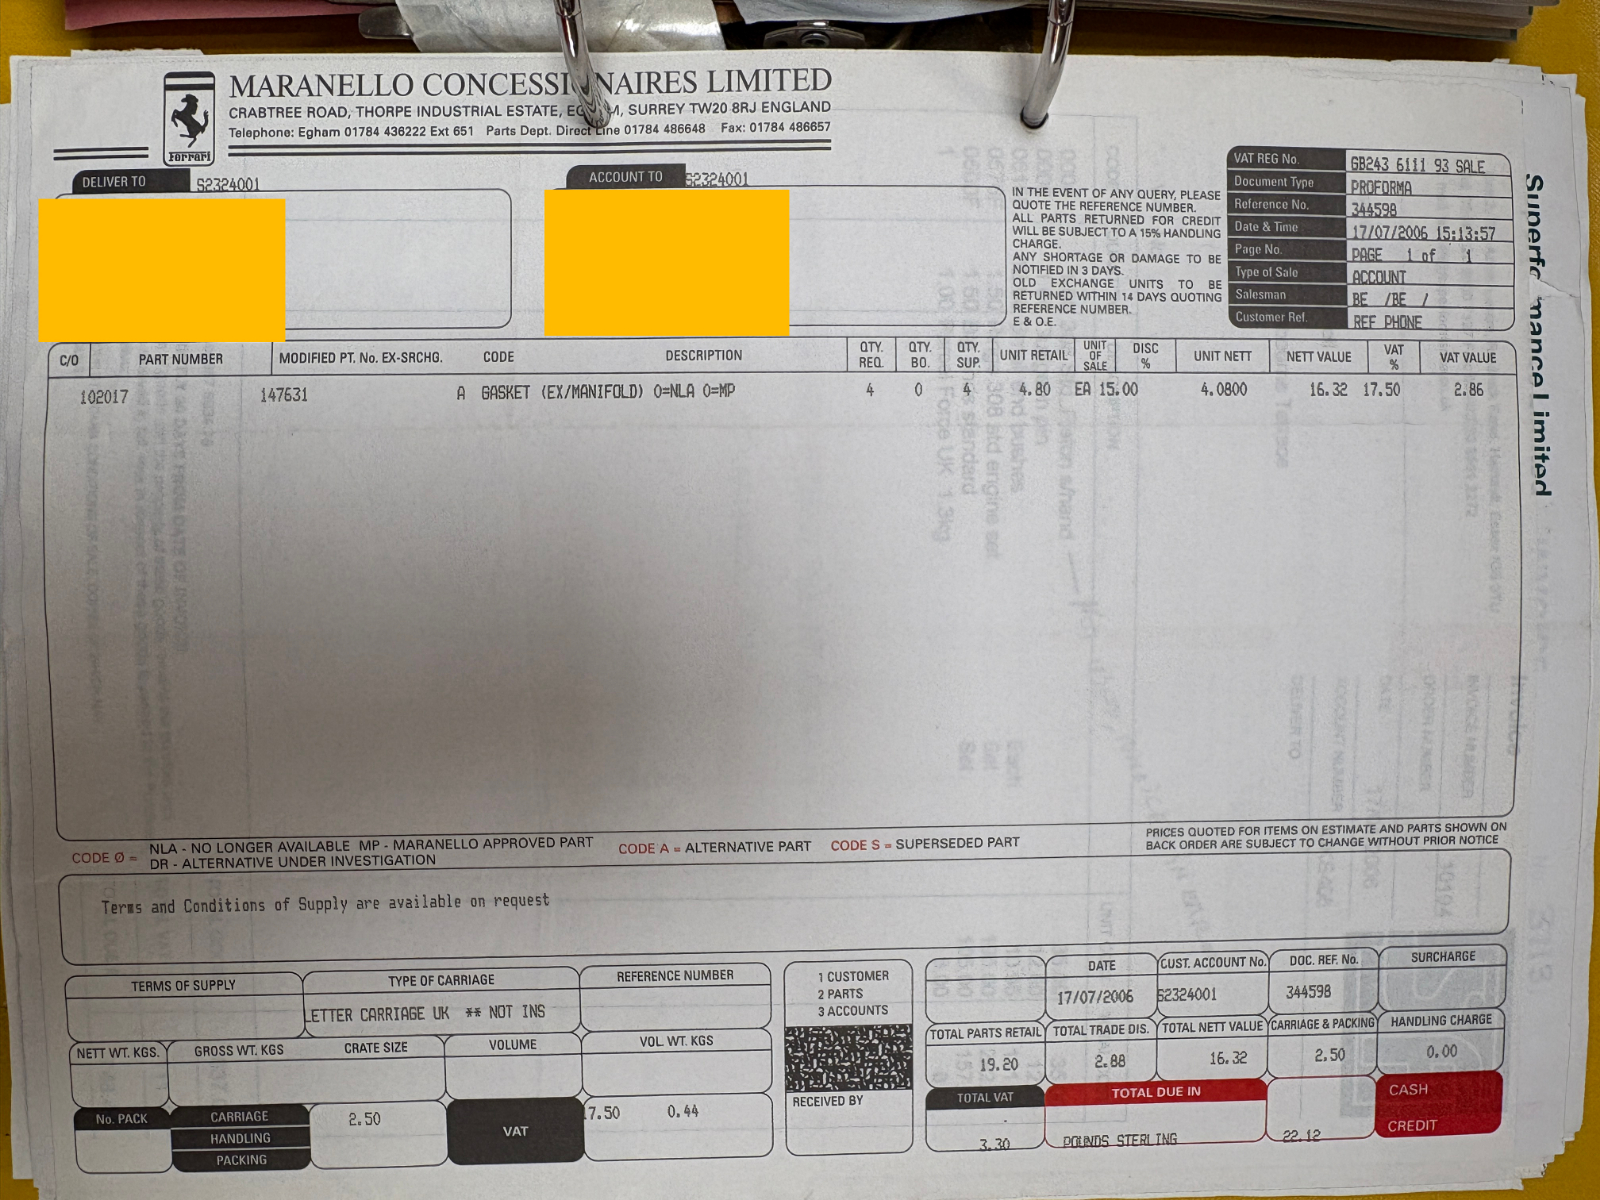 MARANELLO CONCESSIONAIRES LIMITED
CRABTREE ROAD, THORPE INDUSTRIAL ESTATE, EGHAM, SURREY TW20 8RJ ENGLAND
Telephone: Egham 01784 436222 Ext 651 Parts Dept. Direct Line 01784 486648 Fax: 01784 486657
Ferrari
DELIVER TO S2324001
ACCOUNT TO S2324001
IN THE EVENT OF ANY QUERY, PLEASE
QUOTE THE REFERENCE NUMBER.
ALL PARTS RETURNED FOR CREDIT
WILL BE SUBJECT TO A 15% HANDLING
CHARGE.
ANY SHORTAGE OR DAMAGE TO BE
NOTIFIED IN 3 DAYS.
OLD EXCHANGE UNITS TO BE
RETURNED WITHIN 14 DAYS QUOTING
REFERENCE NUMBER.
E & O.E.
VAT REG No. GB243 6111 93 SALE
Document Type PROFORMA
Reference No. 344598
Date & Time 17/07/2006 15:13:57
Page No. PAGE 1 of 1
Type of Sale ACCOUNT
Salesman BE /BE /
Customer Ref. REF PHONE
Superfo mance Limited
C/O PART NUMBER MODIFIED PT. No. EX-SRCHG. CODE DESCRIPTION QTY. REQ. QTY. BO. QTY. SUP. UNIT RETAIL UNIT OF SALE DISC % UNIT NETT NETT VALUE VAT % VAT VALUE
102017 147631 A GASKET (EX/MANIFOLD) 0=NLA 0=MP 4 0 4 4.80 EA 15.00 4.0800 16.32 17.50 2.86
CODE Ø = NLA - NO LONGER AVAILABLE MP - MARANELLO APPROVED PART
DR - ALTERNATIVE UNDER INVESTIGATION
CODE A = ALTERNATIVE PART CODE S = SUPERSEDED PART
PRICES QUOTED FOR ITEMS ON ESTIMATE AND PARTS SHOWN ON
BACK ORDER ARE SUBJECT TO CHANGE WITHOUT PRIOR NOTICE
Terms and Conditions of Supply are available on request
TERMS OF SUPPLY TYPE OF CARRIAGE REFERENCE NUMBER
LETTER CARRIAGE UK ** NOT INS
NETT WT. KGS. GROSS WT. KGS CRATE SIZE VOLUME VOL. WT. KGS
No. PACK CARRIAGE 2.50 VAT 17.50 0.44
HANDLING
PACKING
1 CUSTOMER
2 PARTS
3 ACCOUNTS
RECEIVED BY
DATE CUST. ACCOUNT No. DOC. REF. No. SURCHARGE
17/07/2006 S2324001 344598
TOTAL PARTS RETAIL TOTAL TRADE DIS. TOTAL NETT VALUE CARRIAGE & PACKING HANDLING CHARGE
19.20 2.88 16.32 2.50 0.00
TOTAL VAT TOTAL DUE IN CASH
3.30 POUNDS STERLING 22.12 CREDIT